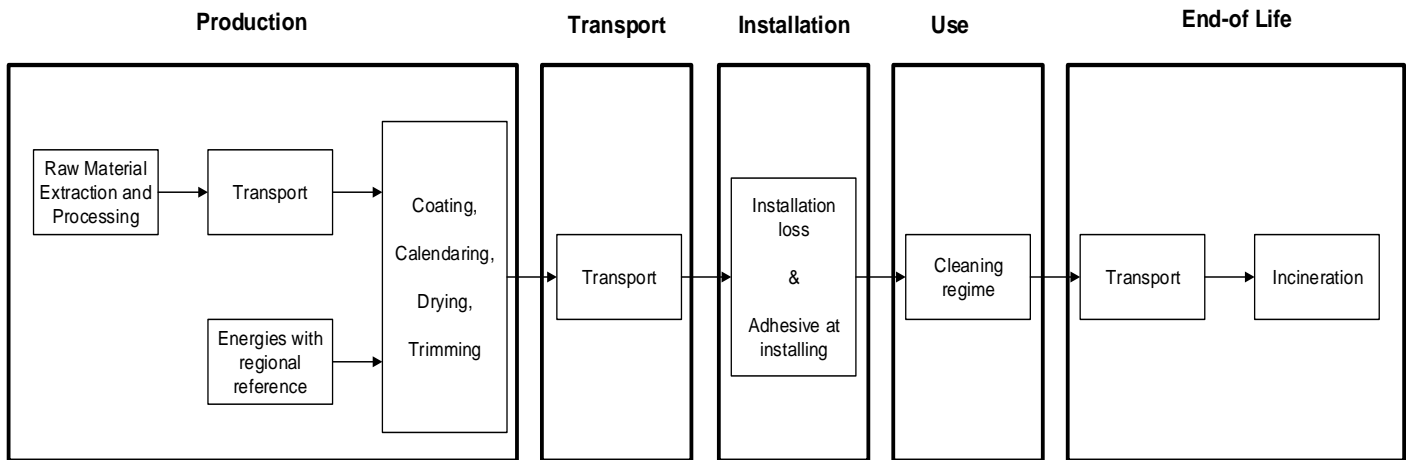 Production
Transport
Installation
Use
End-of Life
Raw Material
Extraction and
Processing
Transport
Energies with
regional
reference
Coating,
Calendaring,
Drying,
Trimming
Transport
Installation
loss
&
Adhesive at
installing
Cleaning
regime
Transport
Incineration